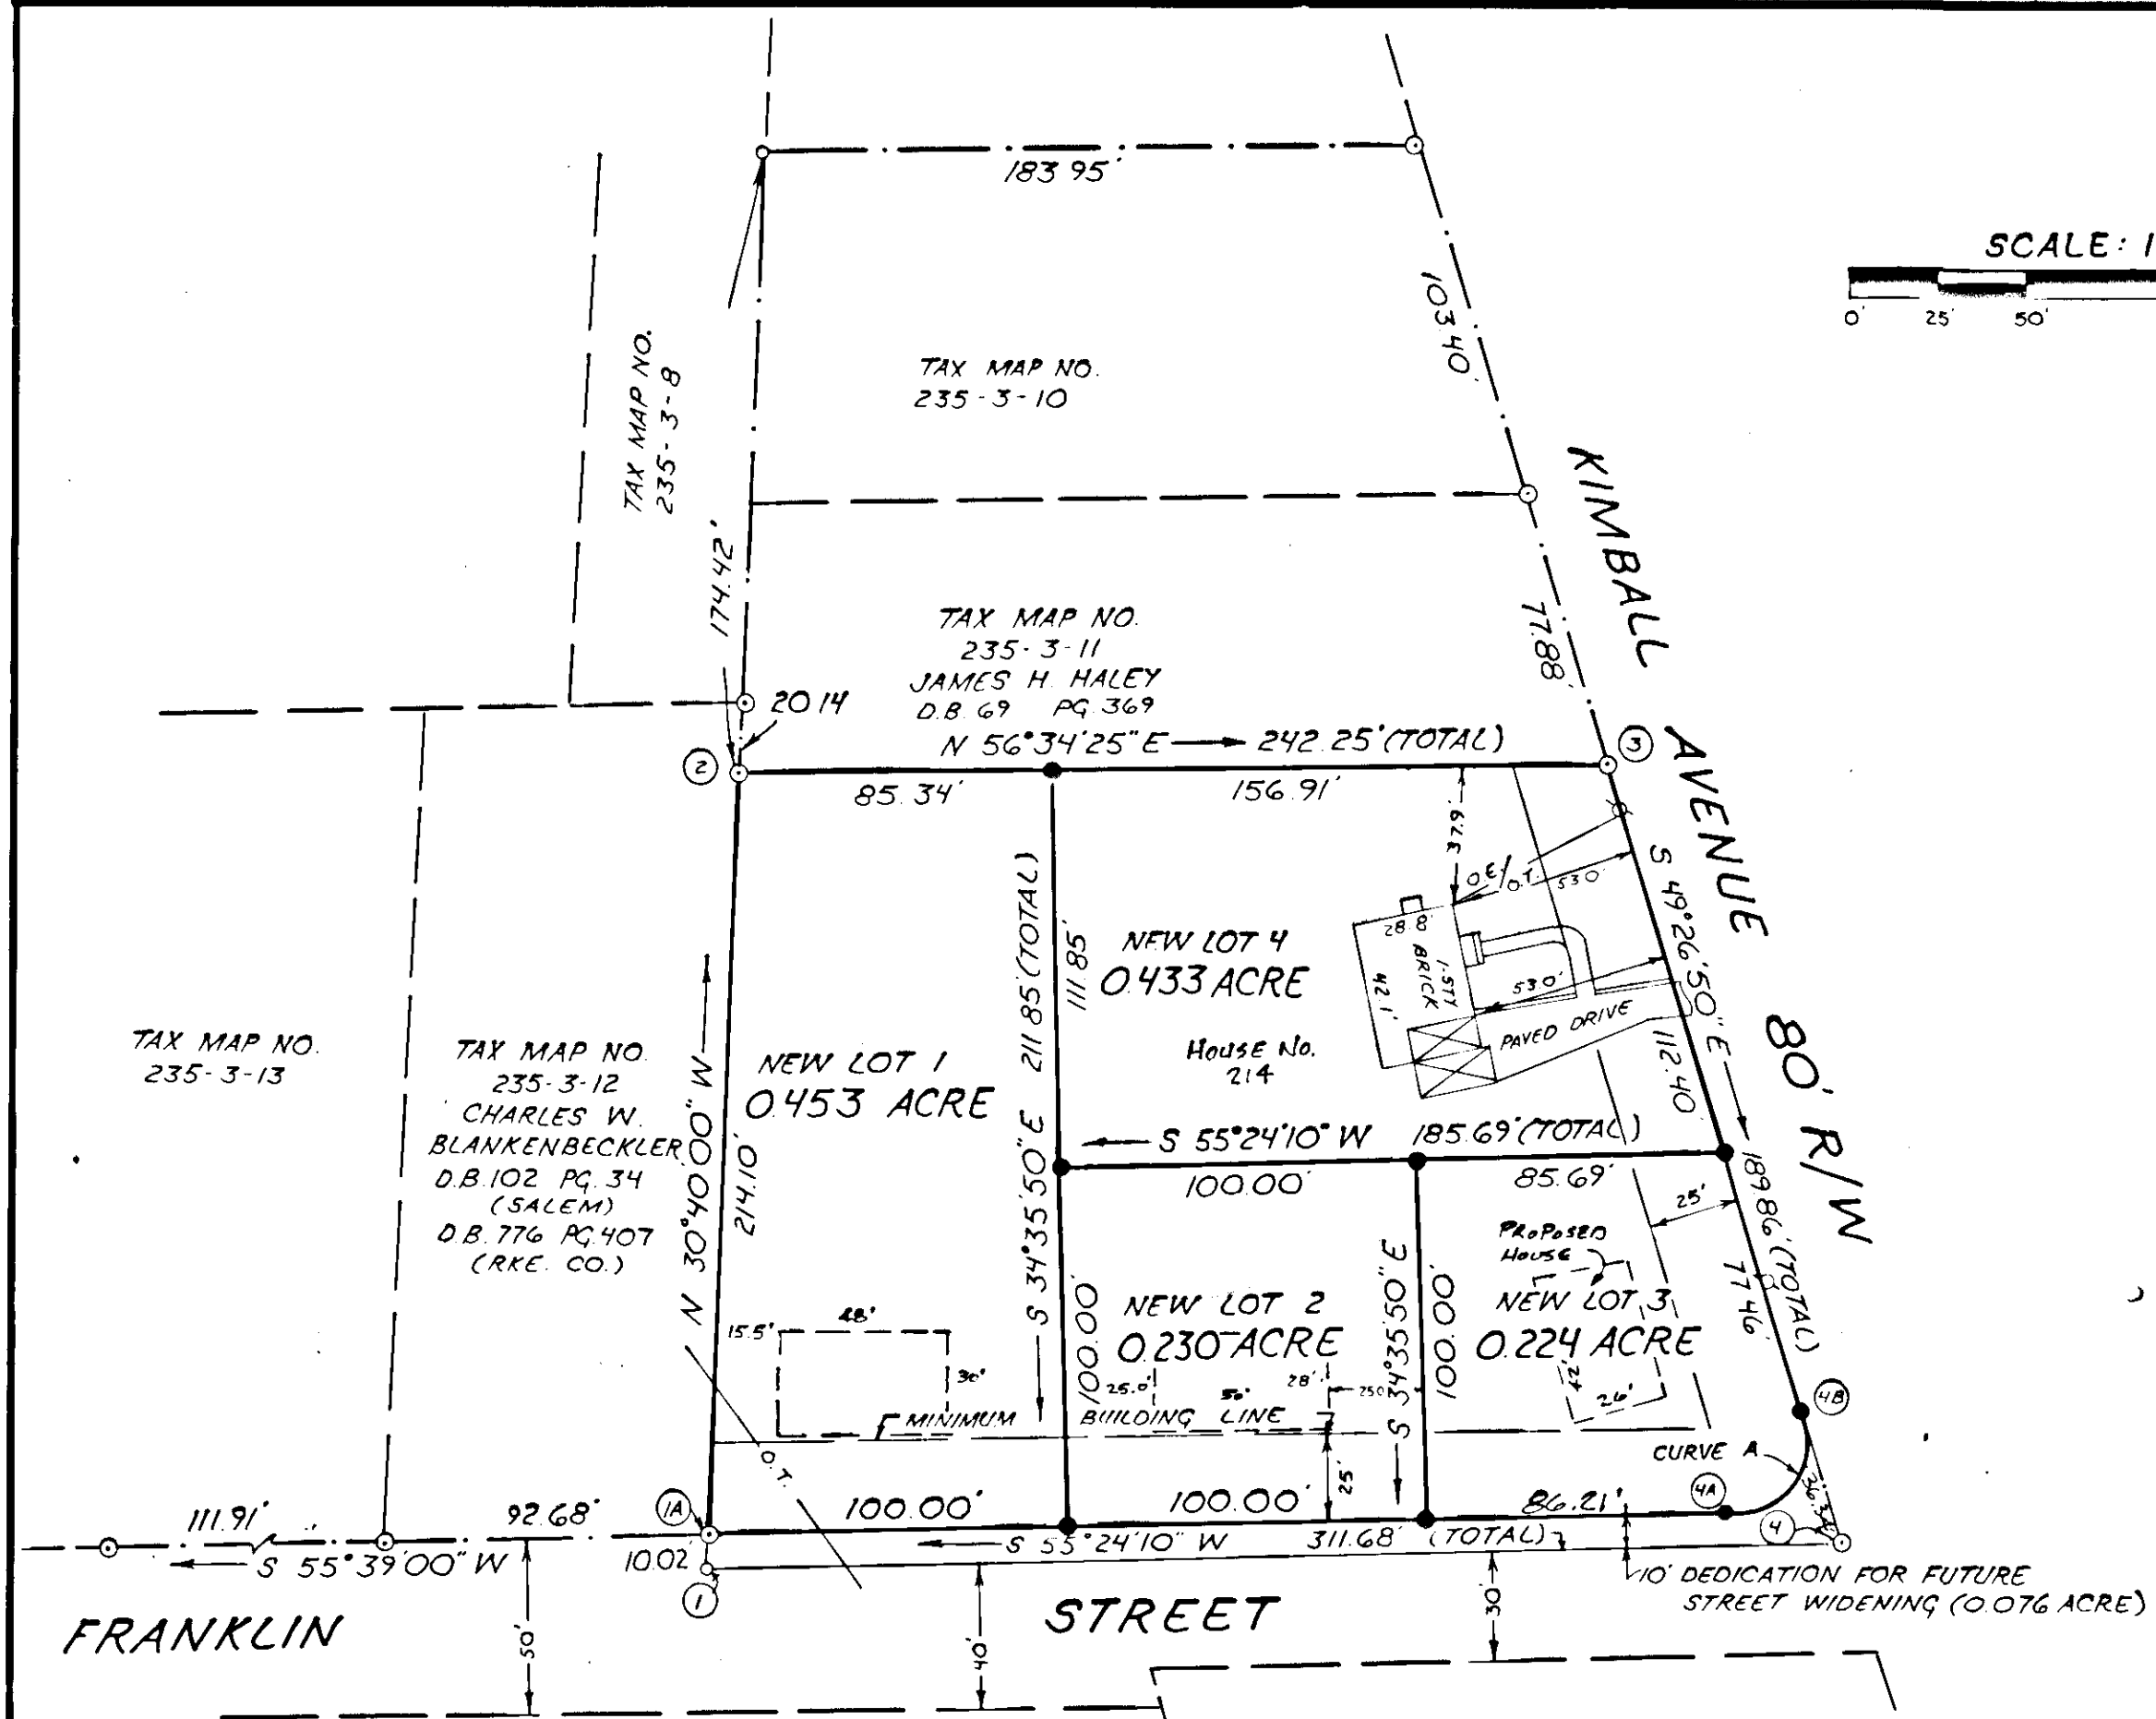 183.95'
SCALE: 1
0' 25' 50'
103.40'
TAX MAP NO.
235-3-8
TAX MAP NO.
235-3-10
KIMBALL AVENUE 80' R/W
174.42'
77.88'
TAX MAP NO.
235-3-11
JAMES H. HALEY
D.B. 69 PG. 369
20.14
N 56°34'25"E 242.25' (TOTAL)
2
3
85.34'
156.91'
37.9'
O.E./O.T.
53.0'
S 49°26'50"E 189.86' (TOTAL)
112.40
211.85' (TOTAL)
111.85'
NEW LOT 4
0.433 ACRE
28.8'
1-STY
BRICK
42.1'
53.0'
PAVED DRIVE
HOUSE NO.
214
TAX MAP NO.
235-3-13
TAX MAP NO.
235-3-12
CHARLES W.
BLANKENBECKLER
D.B. 102 PG. 34
(SALEM)
D.B. 776 PG. 407
(RKE. CO.)
N 30°40'00" W
214.10'
NEW LOT 1
0.453 ACRE
S 34°35'50" E
S 55°24'10" W 185.69' (TOTAL)
100.00'
85.69'
25'
PROPOSED
HOUSE
77.46'
NEW LOT 2
0.230 ACRE
100.00'
S 34°35'50" E
100.00'
NEW LOT 3
0.224 ACRE
15.5'
48'
30'
25.0'
50'
28'
25.0
42'
26'
MINIMUM BUILDING LINE
4B
CURVE A
36.34'
O.T.
25'
111.91'
92.68'
1A
100.00'
100.00'
86.21'
4A
4
S 55°39'00" W
10.02'
S 55°24'10" W 311.68' (TOTAL)
1
10' DEDICATION FOR FUTURE
STREET WIDENING (0.076 ACRE)
FRANKLIN STREET
50'
40'
30'